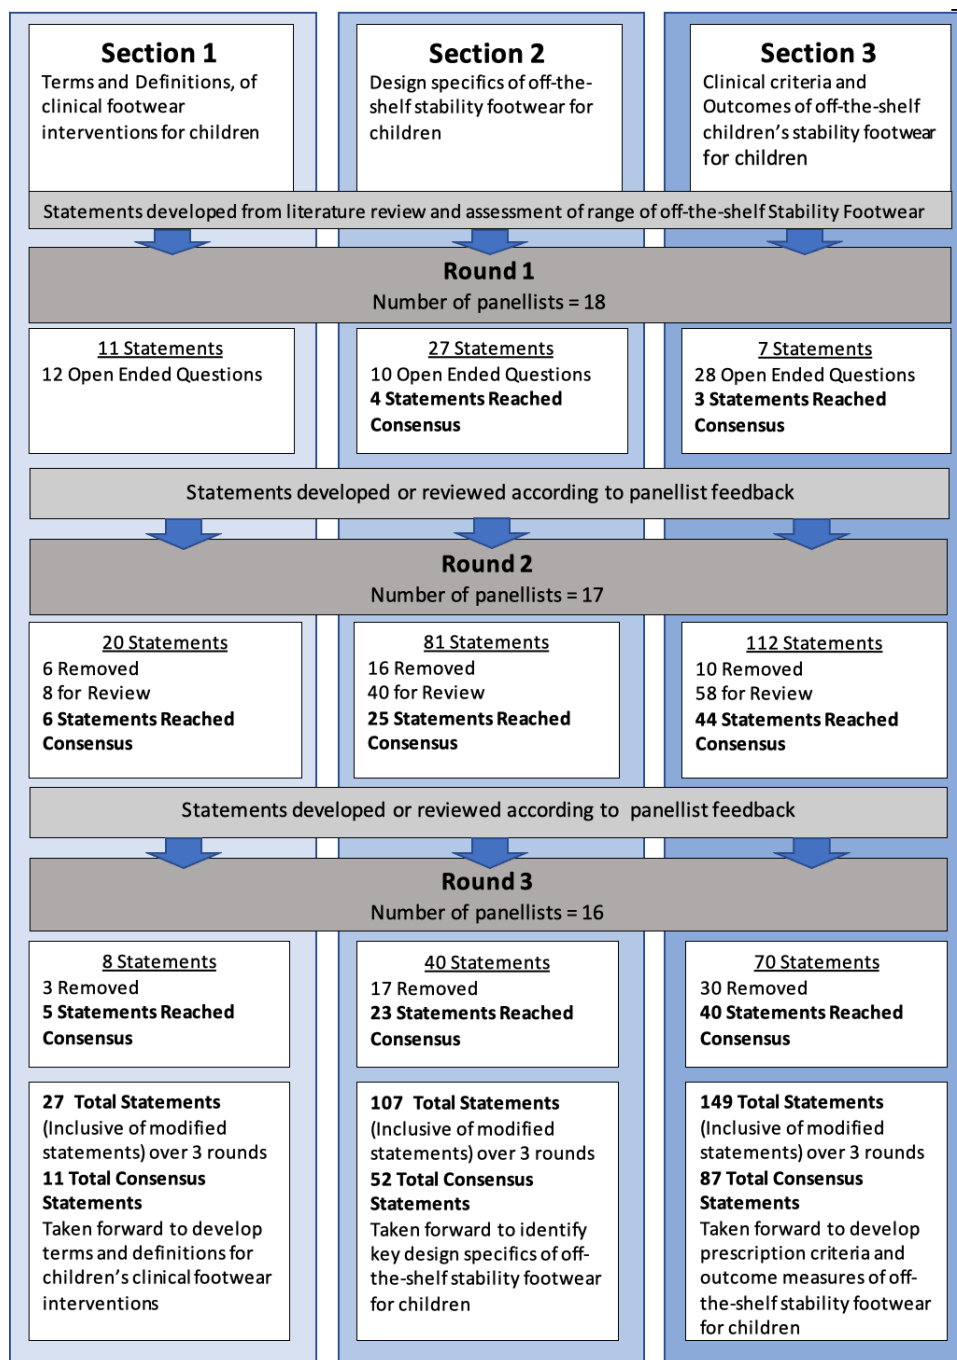 Section 1
Terms and Definitions, of
clinical footwear
interventions for children
Section 2
Design specifics of off-the-
shelf stability footwear for
children
Section 3
Clinical criteria and
Outcomes of off-the-shelf
children's stability footwear
for children
Statements developed from literature review and assessment of range of off-the-shelf Stability Footwear
Round 1
Number of panellists = 18
11 Statements
12 Open Ended Questions
27 Statements
10 Open Ended Questions
4 Statements Reached
Consensus
7 Statements
28 Open Ended Questions
3 Statements Reached
Consensus
Statements developed or reviewed according to panellist feedback
Round 2
Number of panellists = 17
20 Statements
6 Removed
8 for Review
6 Statements Reached
Consensus
81 Statements
16 Removed
40 for Review
25 Statements Reached
Consensus
112 Statements
10 Removed
58 for Review
44 Statements Reached
Consensus
Statements developed or reviewed according to panellist feedback
Round 3
Number of panellists = 16
8 Statements
3 Removed
5 Statements Reached
Consensus
40 Statements
17 Removed
23 Statements Reached
Consensus
70 Statements
30 Removed
40 Statements Reached
Consensus
27 Total Statements
(Inclusive of modified
statements) over 3 rounds
11 Total Consensus
Statements
Taken forward to develop
terms and definitions for
children's clinical footwear
interventions
107 Total Statements
(Inclusive of modified
statements) over 3 rounds
52 Total Consensus
Statements
Taken forward to identify
key design specifics of off-
the-shelf stability footwear
for children
149 Total Statements
(Inclusive of modified
statements) over 3 rounds
87 Total Consensus
Statements
Taken forward to develop
prescription criteria and
outcome measures of off-
the-shelf stability footwear
for children